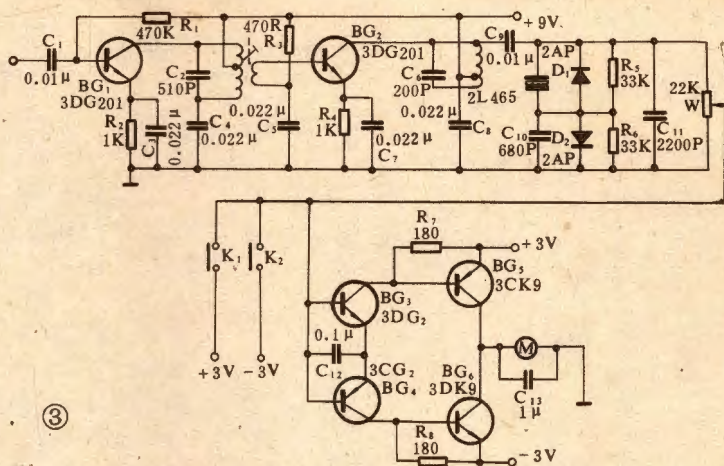 470K
R₁
470R
R₃
BG₂
3DG201
C₉
0.01μ
+9V
C₁
0.01μ
BG₁
3DG201
C₂
510P
R₂
1K
C₃
0.022μ
C₄
0.022μ
0.022μ
C₅
R₄
1K
0.022μ
C₇
C₆
200P
0.022μ
C₈
2L465
2AP
D₁
C₁₀
680P
D₂
2AP
R₅
33K
R₆
33K
C₁₁
2200P
22K
W
K₁
K₂
+3V
-3V
R₇
180
+3V
BG₃
3DG₂
BG₅
3CK9
0.1μ
C₁₂
3CG₂
BG₄
BG₆
3DK9
M
C₁₃
1μ
R₈
180
-3V
③